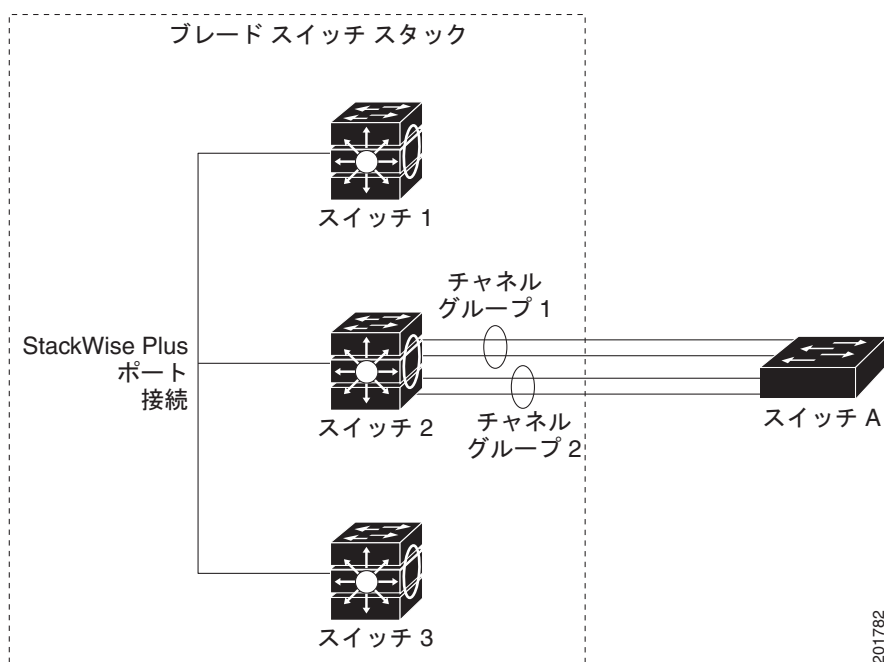 ブレード スイッチ スタック
スイッチ 1
チャネル
グループ 1
StackWise Plus
ポート
接続
スイッチ 2
チャネル
グループ 2
スイッチ A
スイッチ 3
201782